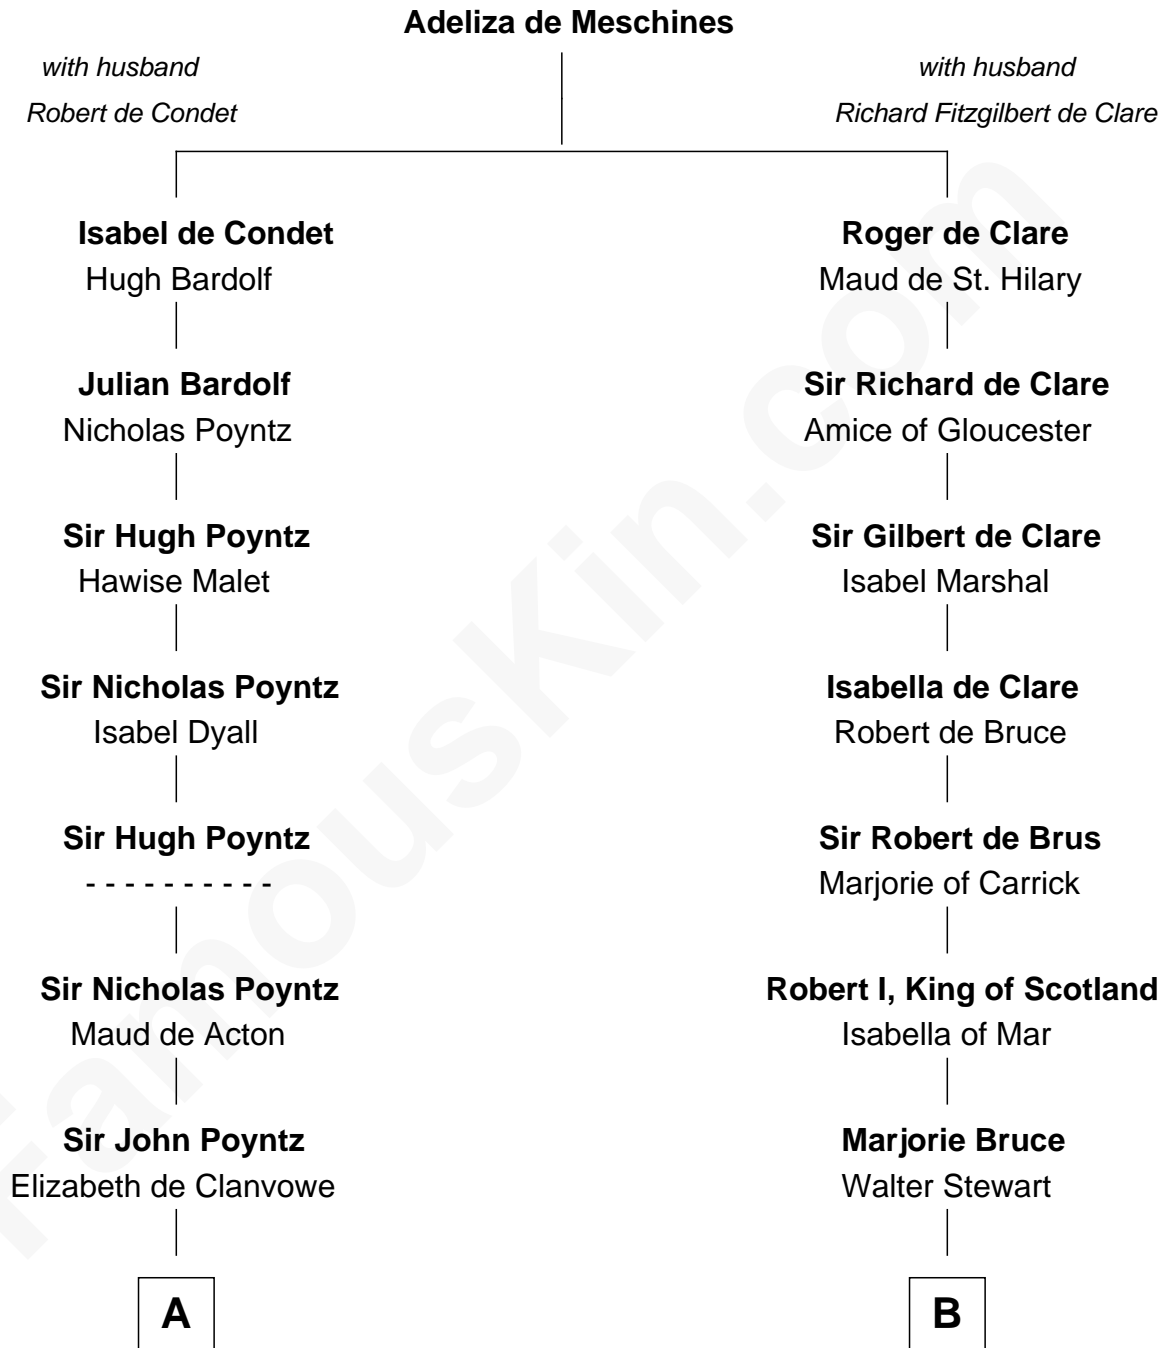 Adeliza de Meschines
with husband
Robert de Condet
with husband
Richard Fitzgilbert de Clare
Isabel de Condet
Hugh Bardolf
Roger de Clare
Maud de St. Hilary
Julian Bardolf
Nicholas Poyntz
Sir Richard de Clare
Amice of Gloucester
Sir Hugh Poyntz
Hawise Malet
Sir Gilbert de Clare
Isabel Marshal
Sir Nicholas Poyntz
Isabel Dyall
Isabella de Clare
Robert de Bruce
Sir Hugh Poyntz
- - - - - - - - - -
Sir Robert de Brus
Marjorie of Carrick
Sir Nicholas Poyntz
Maud de Acton
Robert I, King of Scotland
Isabella of Mar
Sir John Poyntz
Elizabeth de Clanvowe
Marjorie Bruce
Walter Stewart
A
B
FamousKin.com